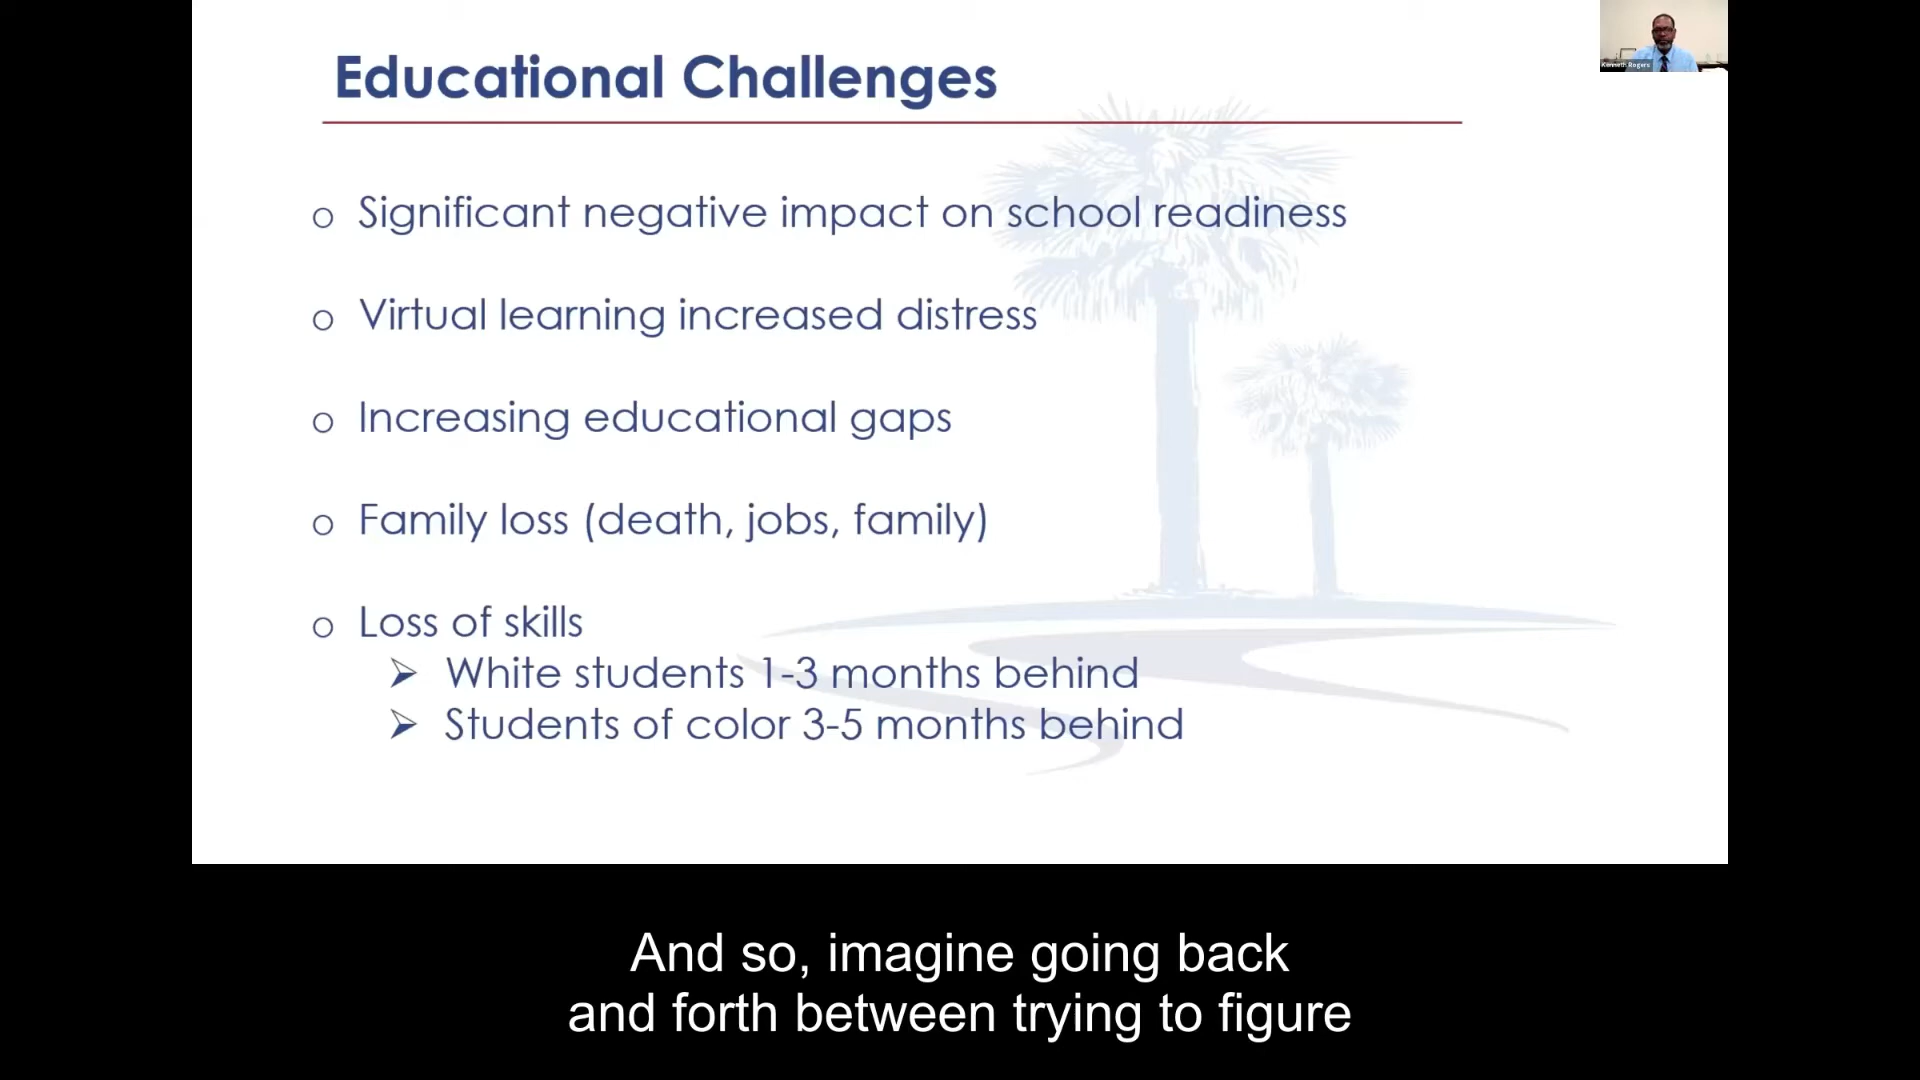 Educational Challenges
Kenneth Rogers
o Significant negative impact on school readiness
o Virtual learning increased distress
o Increasing educational gaps
o Family loss (death, jobs, family)
o Loss of skills
➢ White students 1-3 months behind
➢ Students of color 3-5 months behind
And so, imagine going back
and forth between trying to figure